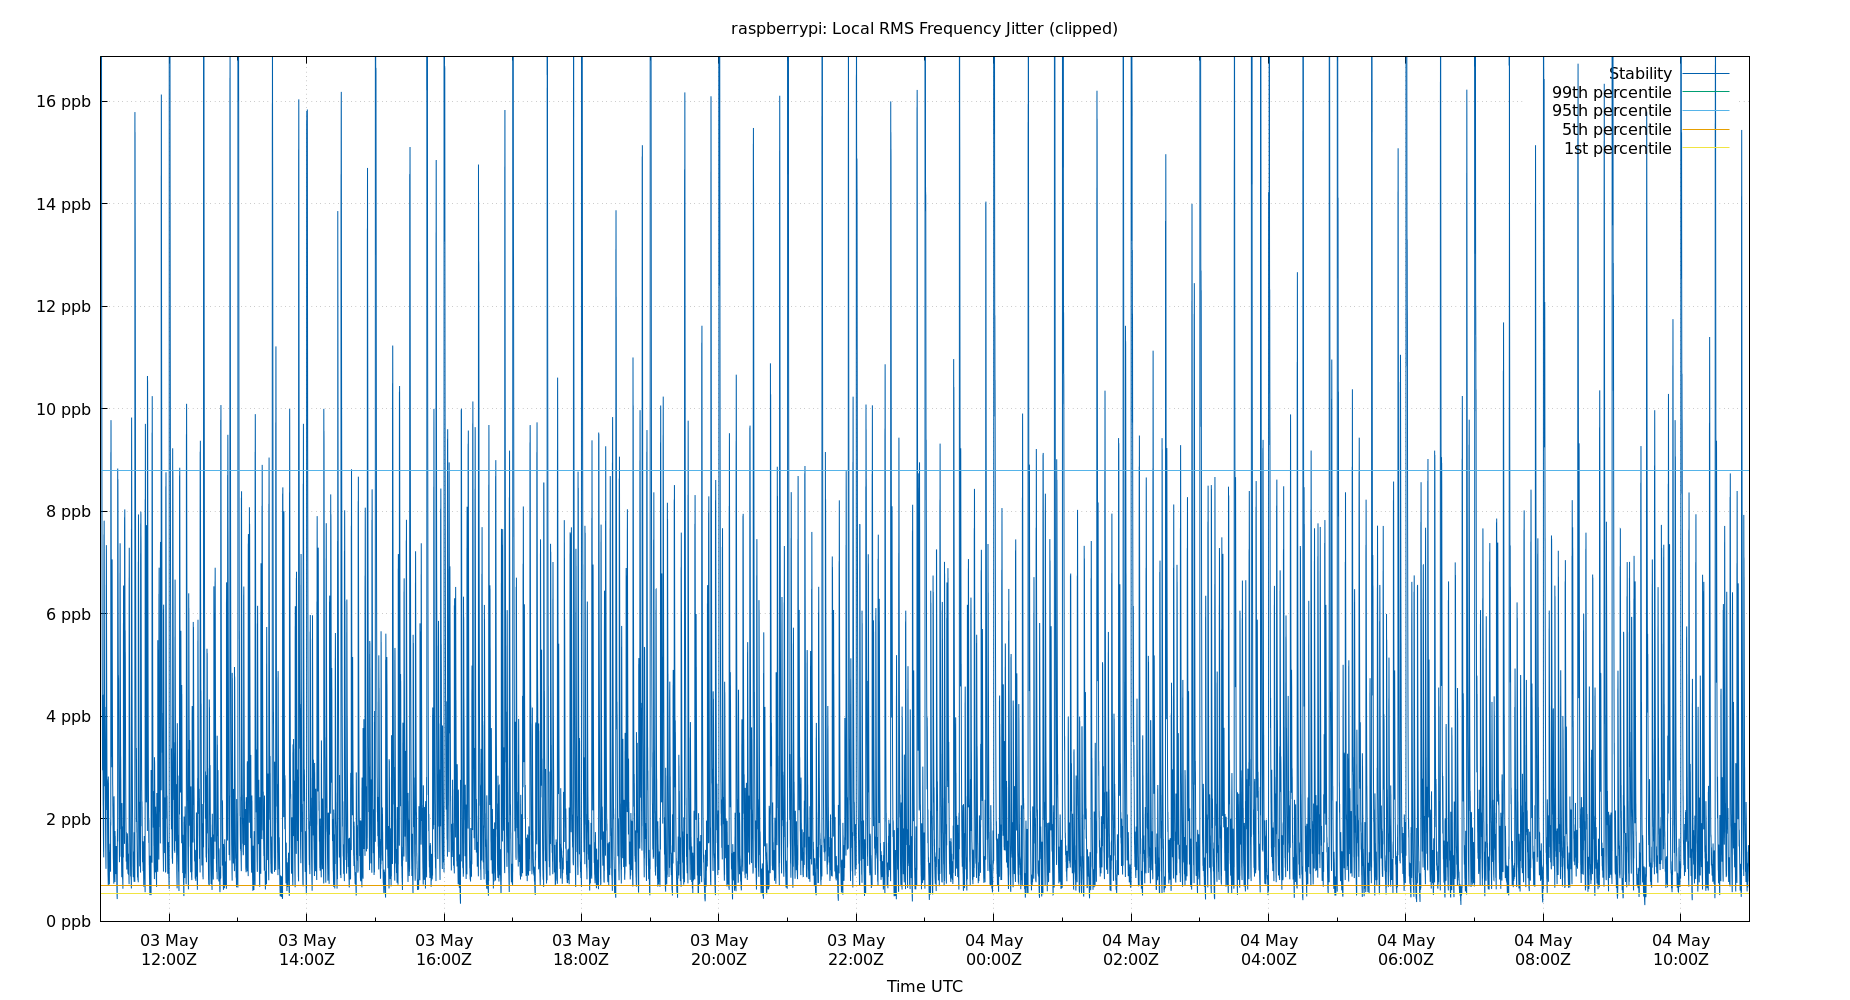 raspberrypi: Local RMS Frequency Jitter (clipped)
Stability
99th percentile
95th percentile
5th percentile
1st percentile
16 ppb
14 ppb
12 ppb
10 ppb
8 ppb
6 ppb
4 ppb
2 ppb
0 ppb
03 May 03 May 03 May 03 May 03 May 03 May 04 May 04 May 04 May 04 May 04 May 04 May
12:00Z 14:00Z 16:00Z 18:00Z 20:00Z 22:00Z 00:00Z 02:00Z 04:00Z 06:00Z 08:00Z 10:00Z
Time UTC